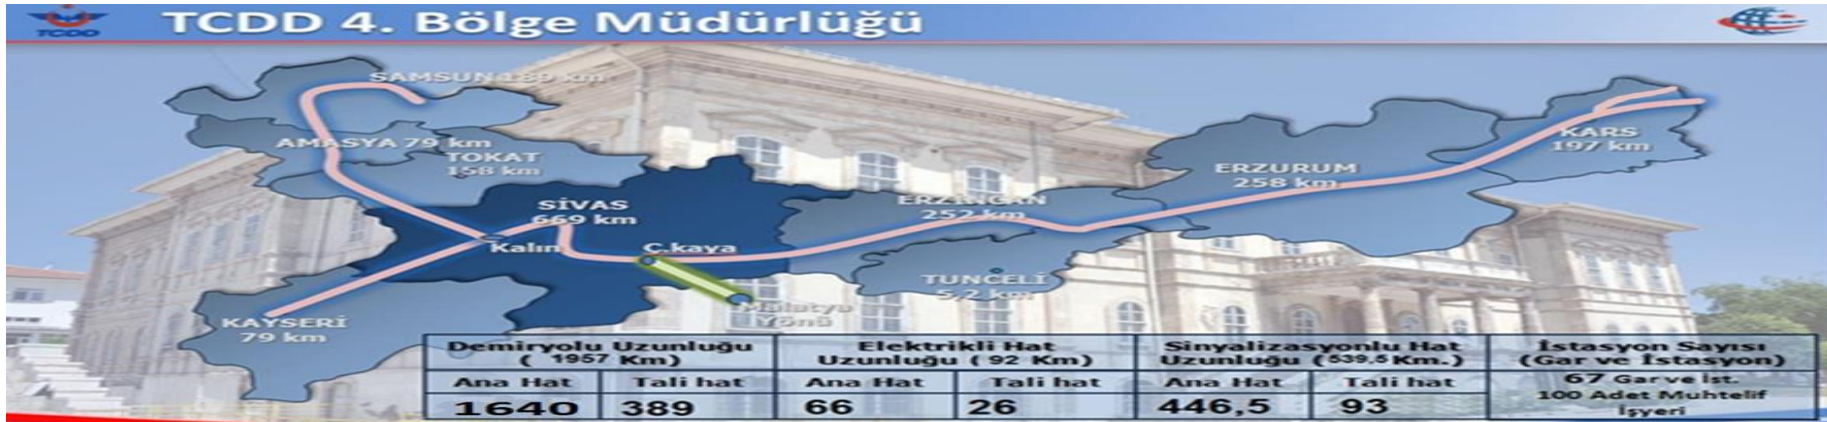 TCDD
TCDD 4. Bölge Müdürlüğü
SAMSUN 189 km
AMASYA 79 km
TOKAT
158 km
SİVAS
669 km
Kalın
Ç.kaya
Malatya
Yönü
KAYSERİ
79 km
ERZİNCAN
252 km
TUNCELİ
5,2 km
ERZURUM
258 km
KARS
197 km
Demiryolu Uzunluğu
( 1957 Km)
Elektrikli Hat
Uzunluğu ( 92 Km)
Sinyalizasyonlu Hat
Uzunluğu (539,5 Km.)
İstasyon Sayısı
(Gar ve İstasyon)
Ana Hat
Tali hat
Ana Hat
Tali hat
Ana Hat
Tali hat
67 Gar ve İst.
100 Adet Muhtelif
İşyeri
1640
389
66
26
446,5
93